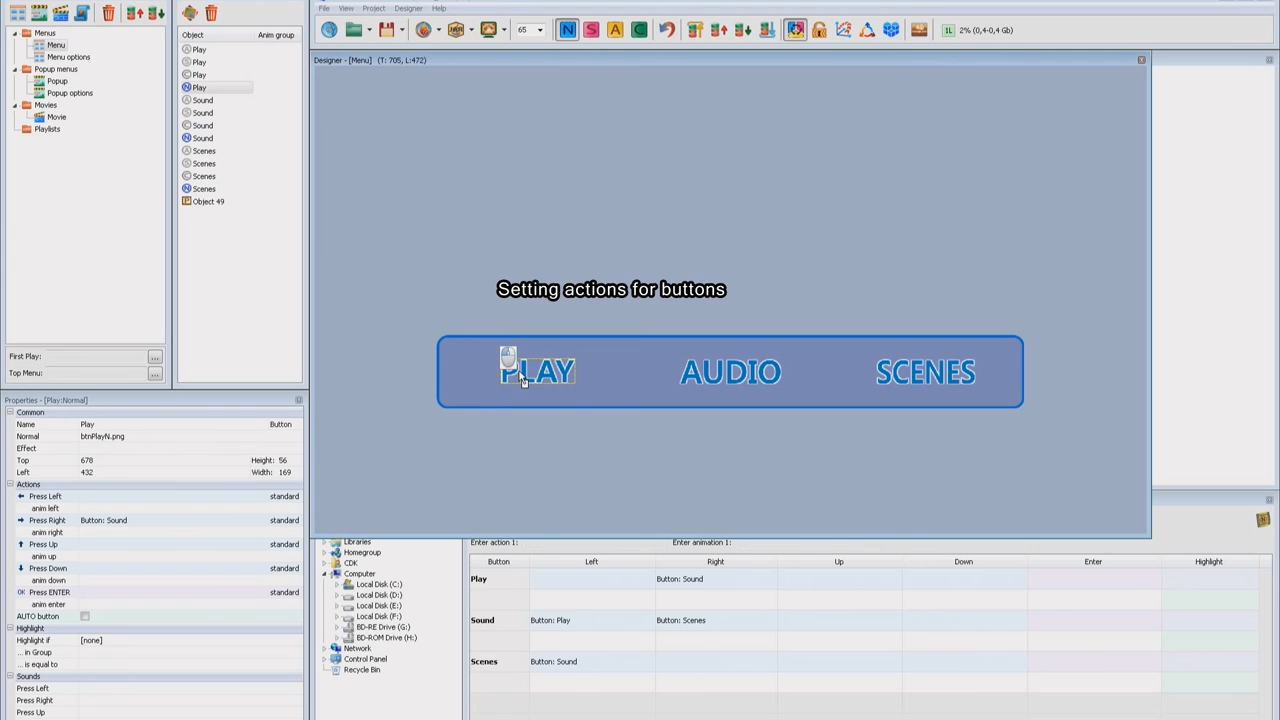 File View Project Designer Help
65
N S A C
1L 2% (0,4-0,4 Gb)
Menus
Menu
Menu options
Popup menus
Popup
Popup options
Movies
Movie
Playlists
First Play: ...
Top Menu: ...
Object Anim group
Play
Play
Play
Play
Sound
Sound
Sound
Sound
Scenes
Scenes
Scenes
Scenes
Object 49
Designer - [Menu] (T: 705, L:472)
Setting actions for buttons
PLAY AUDIO SCENES
Properties - [Play:Normal]
Common
Name Play Button
Normal btnPlayN.png
Effect
Top 678 Height: 56
Left 432 Width: 169
Actions
Press Left standard
anim left
Press Right Button: Sound standard
anim right
Press Up standard
anim up
Press Down standard
anim down
OK Press ENTER standard
anim enter
AUTO button
Highlight
Highlight if [none]
... in Group
... is equal to
Sounds
Press Left
Press Right
Press Up
Libraries
Homegroup
CDK
Computer
Local Disk (C:)
Local Disk (D:)
Local Disk (E:)
Local Disk (F:)
BD-RE Drive (G:)
BD-ROM Drive (H:)
Network
Control Panel
Recycle Bin
Enter action 1: Enter animation 1:
Button Left Right Up Down Enter Highlight
Play Button: Sound
Sound Button: Play Button: Scenes
Scenes Button: Sound